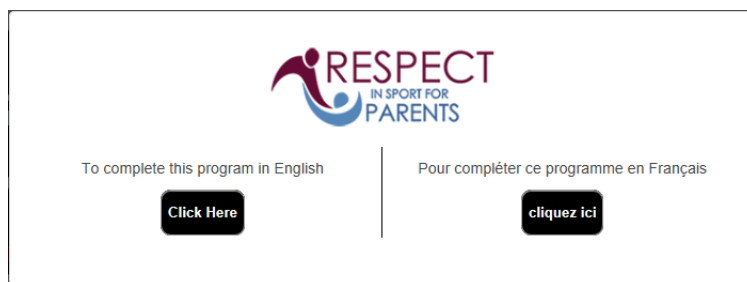 RESPECT
IN SPORT FOR
PARENTS
To complete this program in English
Click Here
Pour compléter ce programme en Français
cliquez ici